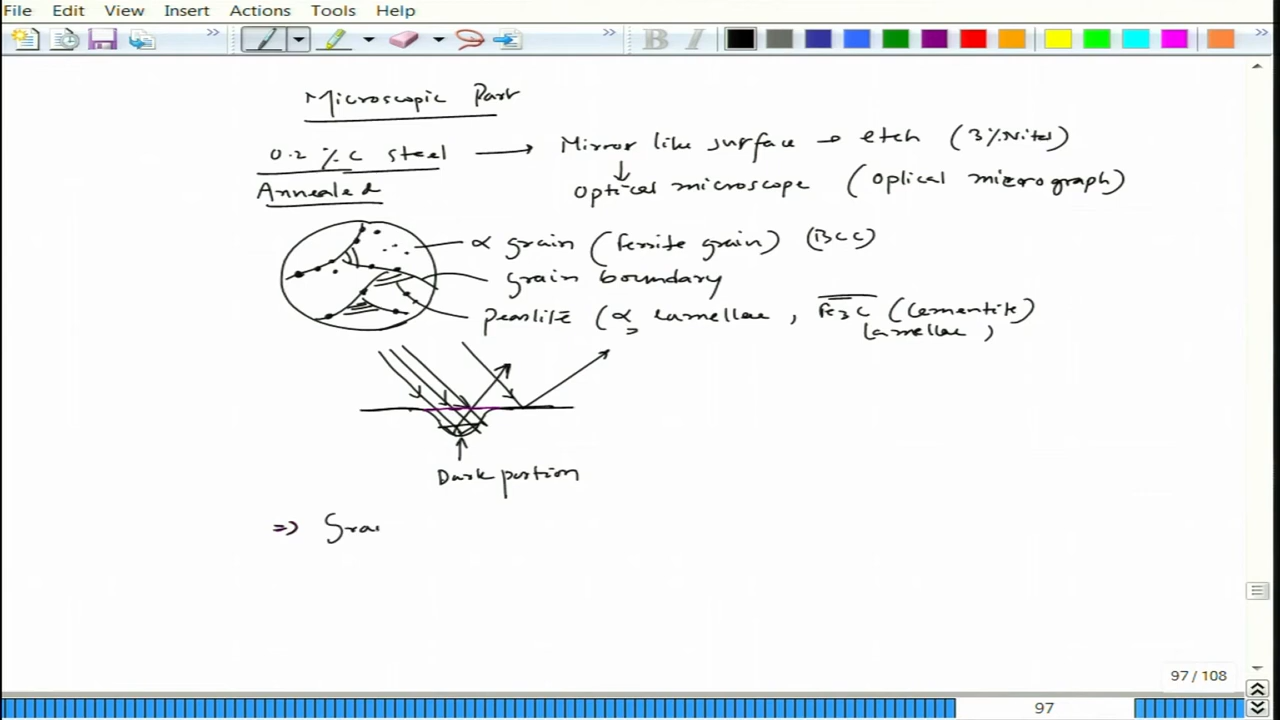 File Edit View Insert Actions Tools Help
Microscopic Part
0.2 % C steel → Mirror like surface → etch (3% Nital)
Annealed
↓
Optical microscope (Optical micrograph)
α grain (ferrite grain) (BCC)
grain boundary
pearlite (α lamellae, Fe3C (Cementite)
lamellae)
Dark portion
⇒ Grai
97 / 108
97